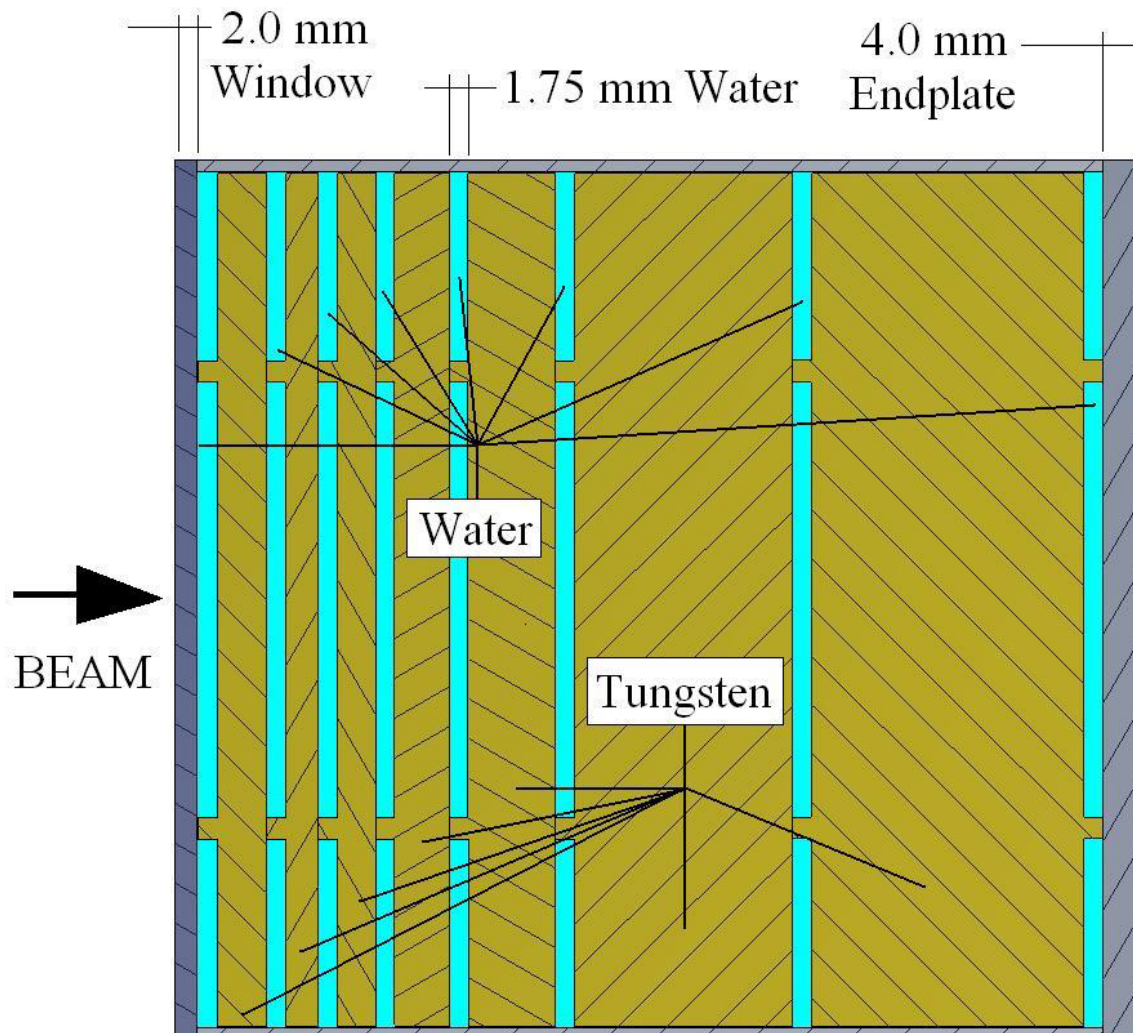 2.0 mm
Window
1.75 mm Water
4.0 mm
Endplate
Water
BEAM
Tungsten